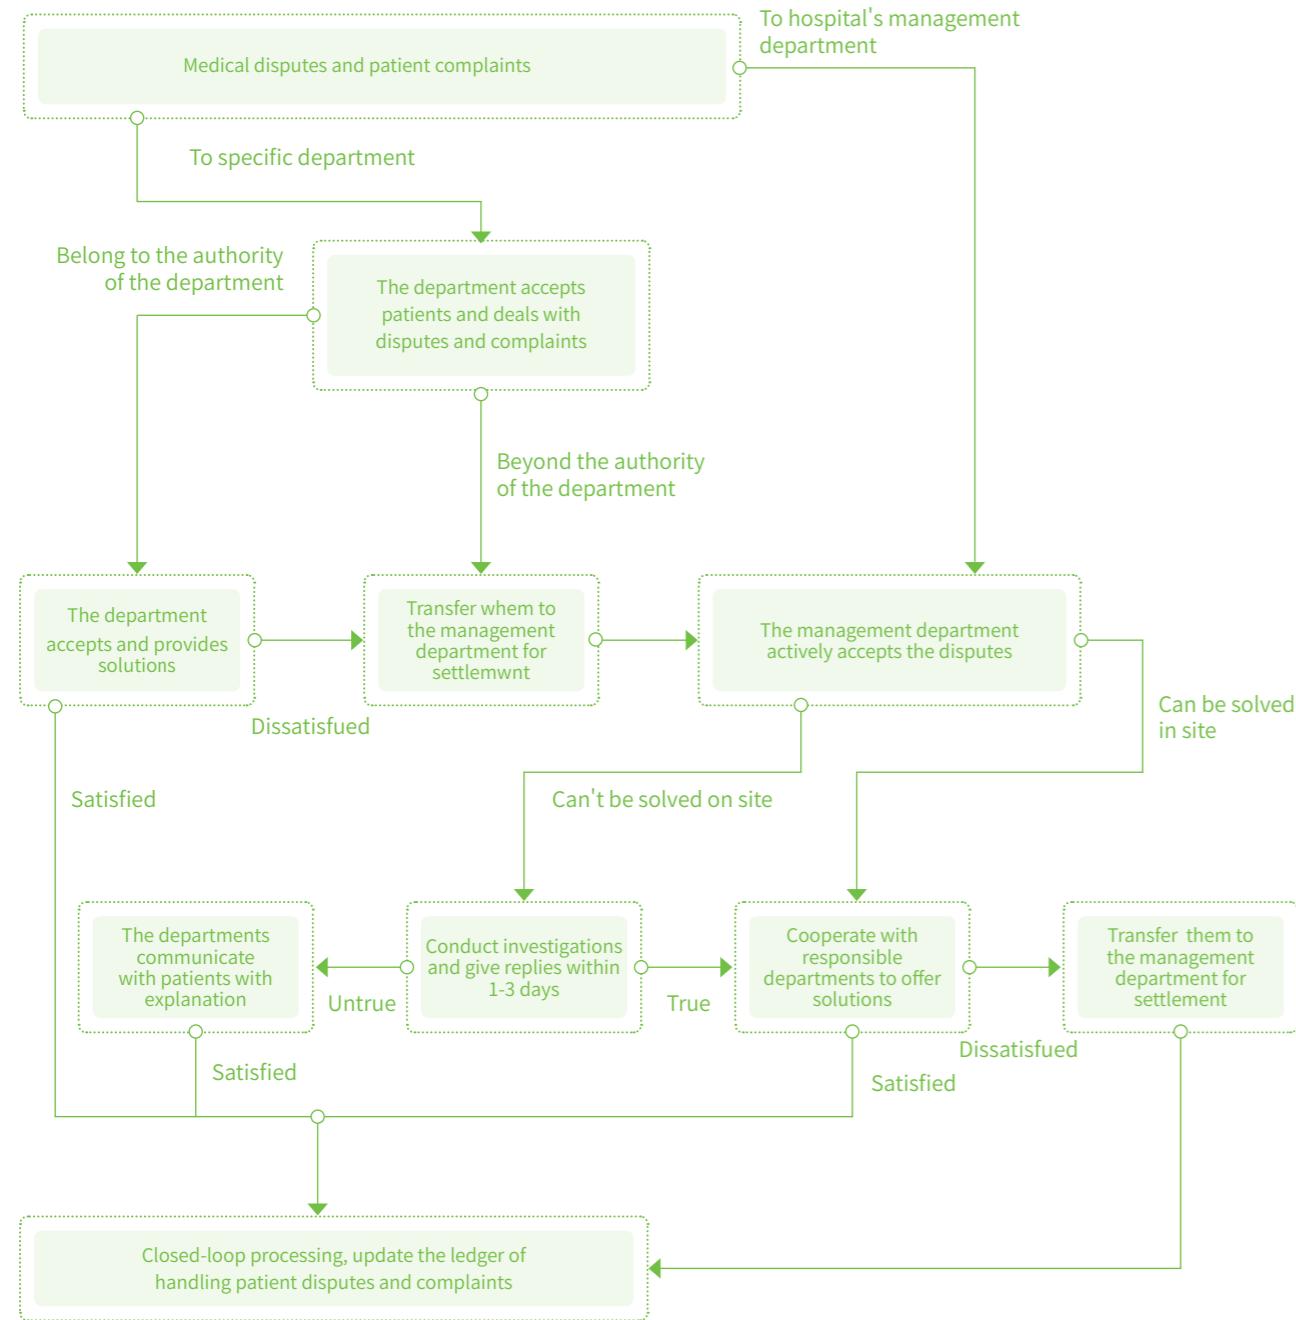 To hospital's management
department
Medical disputes and patient complaints
To specific department
Belong to the authority
of the department
The department accepts
patients and deals with
disputes and complaints
Beyond the authority
of the department
The department
accepts and provides
solutions
Transfer whem to
the management
department for
settlemwnt
The management department
actively accepts the disputes
Dissatisfued
Can be solved
in site
Satisfied
Can't be solved on site
The departments
communicate
with patients with
explanation
Conduct investigations
and give replies within
1-3 days
Cooperate with
responsible
departments to offer
solutions
Transfer  them to
the management
department for
settlement
Untrue
True
Dissatisfued
Satisfied
Satisfied
Closed-loop processing, update the ledger of
handling patient disputes and complaints